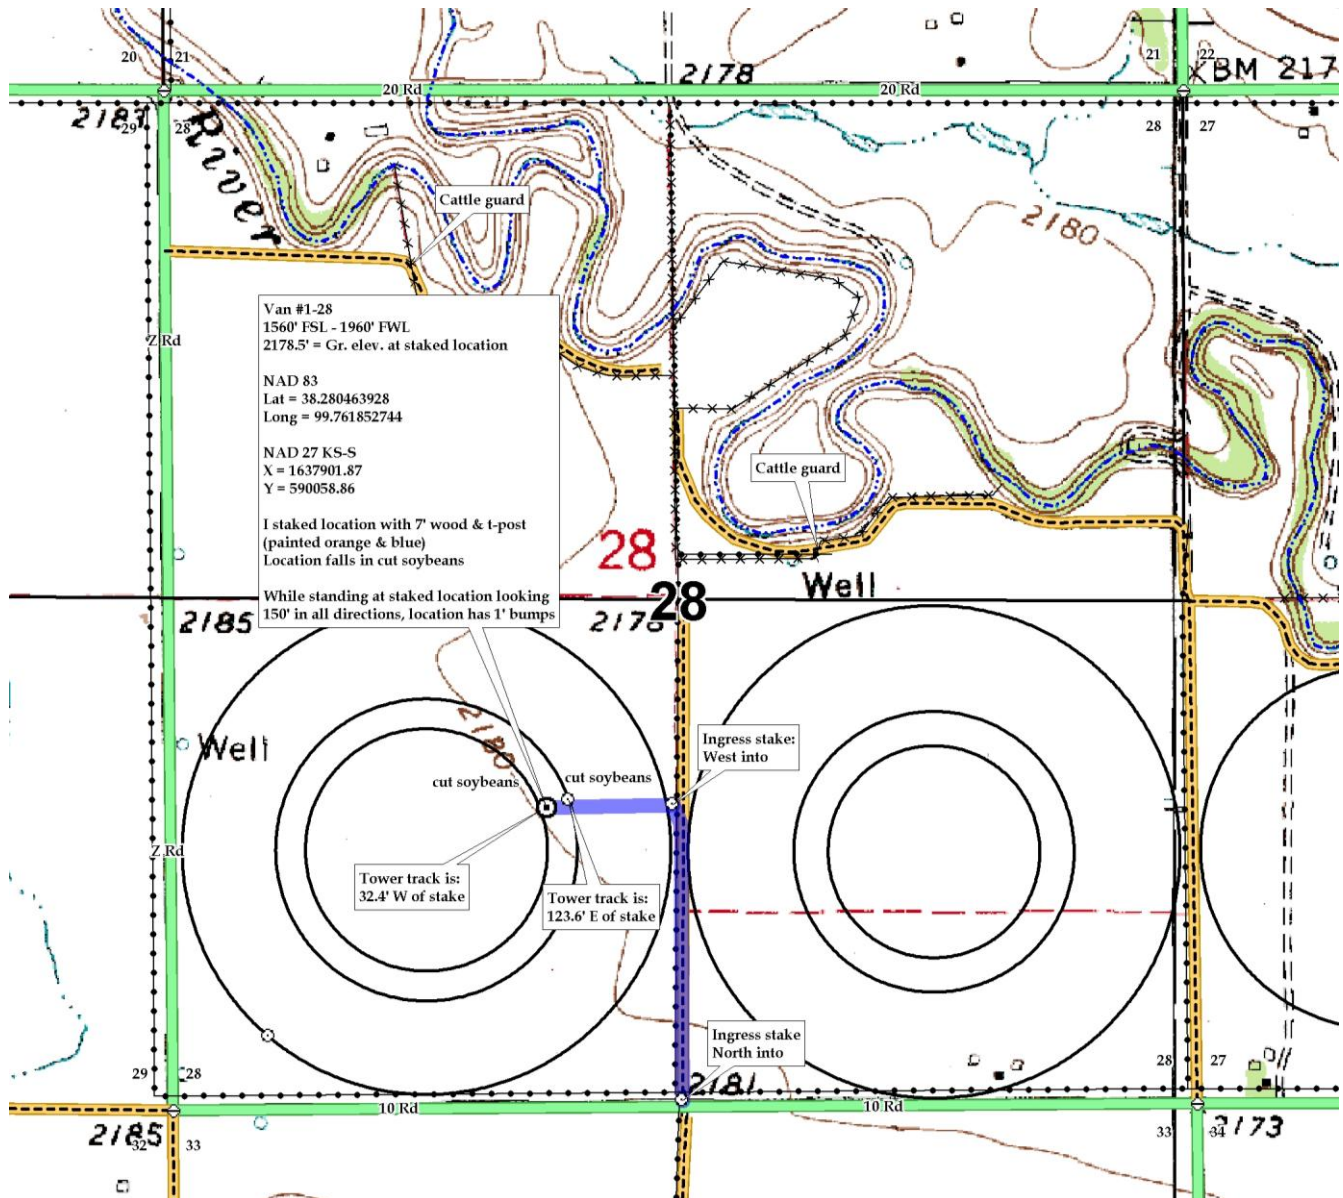 20
21
21
22
2178
BM 217
20 Rd
20 Rd
2183
29
28
28
27
River
Cattle guard
2180
Van #1-28
1560' FSL - 1960' FWL
2178.5' = Gr. elev. at staked location
NAD 83
Lat = 38.280463928
Long = 99.761852744
NAD 27 KS-S
X = 1637901.87
Y = 590058.86
I staked location with 7' wood & t-post
(painted orange & blue)
Location falls in cut soybeans
While standing at staked location looking
150' in all directions, location has 1' bumps
Z Rd
Cattle guard
28
Well
28
2185
2176
Well
2180
Ingress stake:
West into
cut soybeans
cut soybeans
Z Rd
Tower track is:
32.4' W of stake
Tower track is:
123.6' E of stake
Ingress stake
North into
29
28
28
27
2181
10 Rd
10 Rd
2185
32
33
33
34
2173